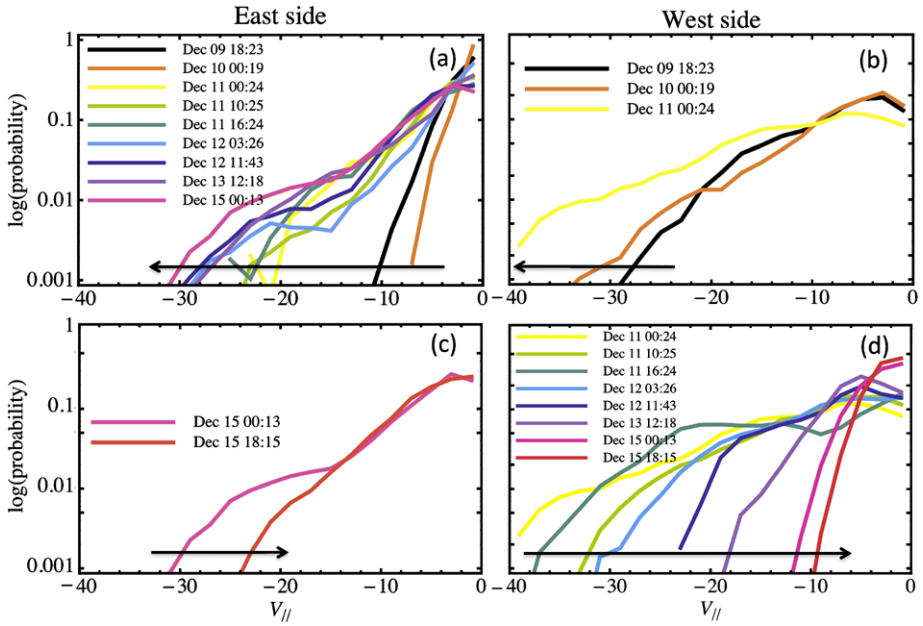 East side
West side
log(probability)
1
0.1
0.01
0.001
(a)
Dec 09 18:23
Dec 10 00:19
Dec 11 00:24
Dec 11 10:25
Dec 11 16:24
Dec 12 03:26
Dec 12 11:43
Dec 13 12:18
Dec 15 00:13
−40
−30
−20
−10
0
(b)
Dec 09 18:23
Dec 10 00:19
Dec 11 00:24
−40
−30
−20
−10
0
log(probability)
1
0.1
0.01
0.001
(c)
Dec 15 00:13
Dec 15 18:15
−40
−30
−20
−10
0
V//
(d)
Dec 11 00:24
Dec 11 10:25
Dec 11 16:24
Dec 12 03:26
Dec 12 11:43
Dec 13 12:18
Dec 15 00:13
Dec 15 18:15
−40
−30
−20
−10
0
V//